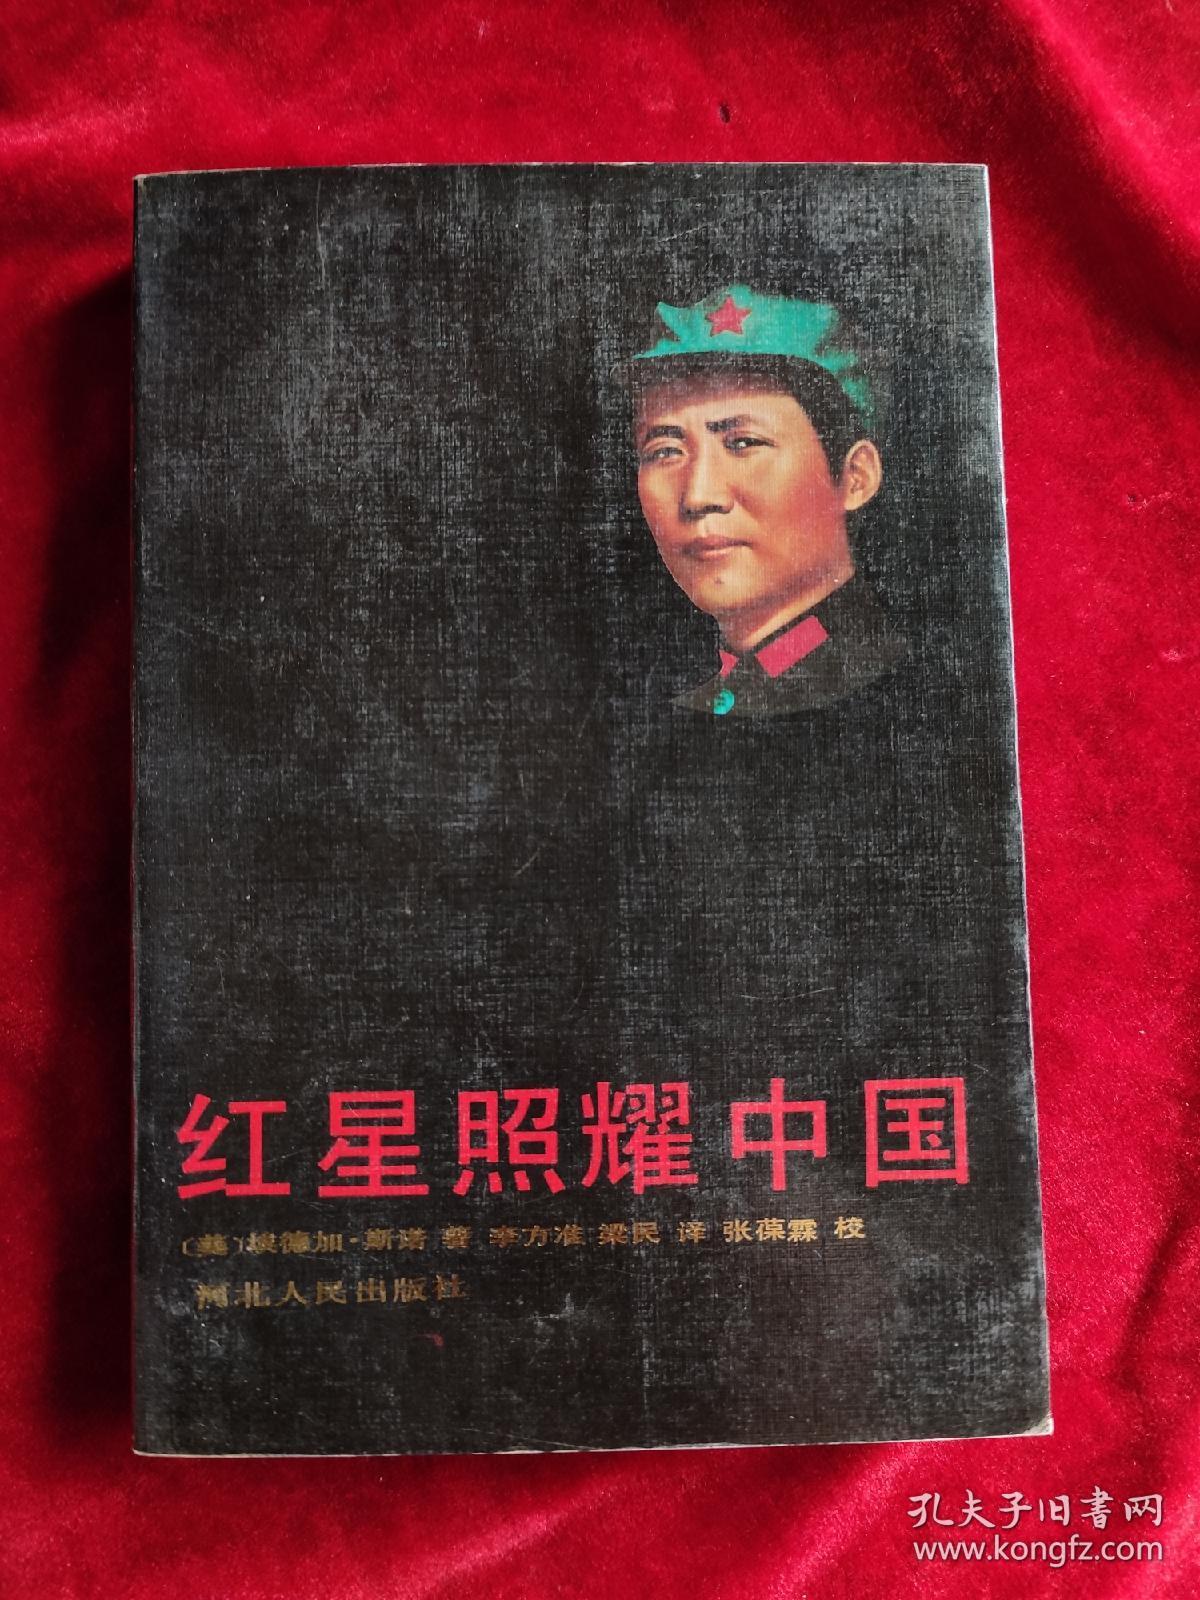 红星照耀中国
(美)埃德加·斯诺 著 李方准 梁民 译 张葆霖 校
河北人民出版社
孔夫子旧書网
www.kongfz.com